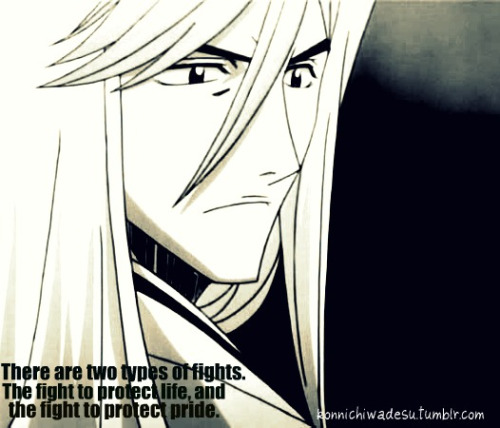 There are two types of fights.
The fight to protect life, and
the fight to protect pride.
konnichiwadesu.tumblr.com